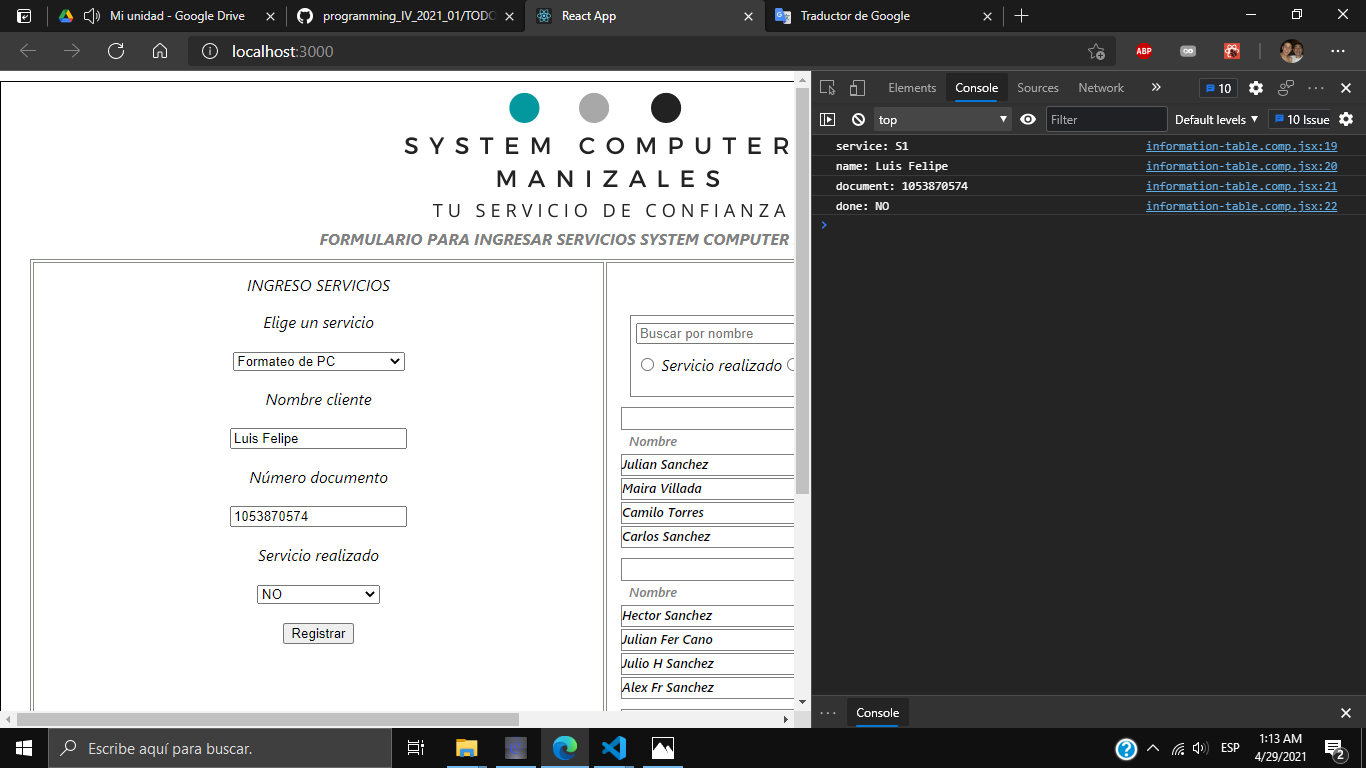 Mi unidad - Google Drive
programming_IV_2021_01/TODO
React App
Traductor de Google
localhost:3000
ABP
SYSTEM COMPUTER
MANIZALES
TU SERVICIO DE CONFIANZA
FORMULARIO PARA INGRESAR SERVICIOS SYSTEM COMPUTER
INGRESO SERVICIOS
Elige un servicio
Formateo de PC
Nombre cliente
Luis Felipe
Número documento
1053870574
Servicio realizado
NO
Registrar
Buscar por nombre
Servicio realizado
Nombre
Julian Sanchez
Maira Villada
Camilo Torres
Carlos Sanchez
Nombre
Hector Sanchez
Julian Fer Cano
Julio H Sanchez
Alex Fr Sanchez
Elements Console Sources Network » 10
top Filter Default levels 10 Issue
service: S1 information-table.comp.jsx:19
name: Luis Felipe information-table.comp.jsx:20
document: 1053870574 information-table.comp.jsx:21
done: NO information-table.comp.jsx:22
Console
Escribe aquí para buscar.
ESP
1:13 AM
4/29/2021
2